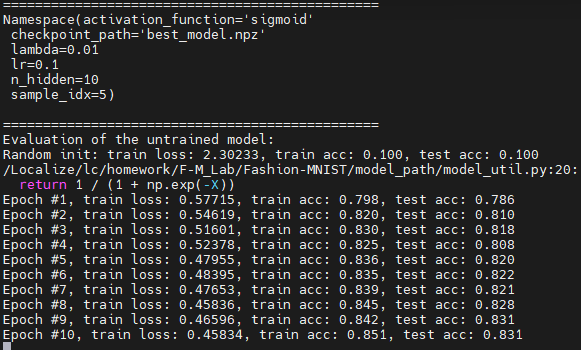 ================================================
Namespace(activation_function='sigmoid'
 checkpoint_path='best_model.npz'
 lambda=0.01
 lr=0.1
 n_hidden=10
 sample_idx=5)
================================================
Evaluation of the untrained model:
Random init: train loss: 2.30233, train acc: 0.100, test acc: 0.100
/Localize/lc/homework/F-M_Lab/Fashion-MNIST/model_path/model_util.py:20:
  return 1 / (1 + np.exp(-X))
Epoch #1, train loss: 0.57715, train acc: 0.798, test acc: 0.786
Epoch #2, train loss: 0.54619, train acc: 0.820, test acc: 0.810
Epoch #3, train loss: 0.51601, train acc: 0.830, test acc: 0.818
Epoch #4, train loss: 0.52378, train acc: 0.825, test acc: 0.808
Epoch #5, train loss: 0.47955, train acc: 0.836, test acc: 0.820
Epoch #6, train loss: 0.48395, train acc: 0.835, test acc: 0.822
Epoch #7, train loss: 0.47653, train acc: 0.839, test acc: 0.821
Epoch #8, train loss: 0.45836, train acc: 0.845, test acc: 0.828
Epoch #9, train loss: 0.46596, train acc: 0.842, test acc: 0.831
Epoch #10, train loss: 0.45834, train acc: 0.851, test acc: 0.831